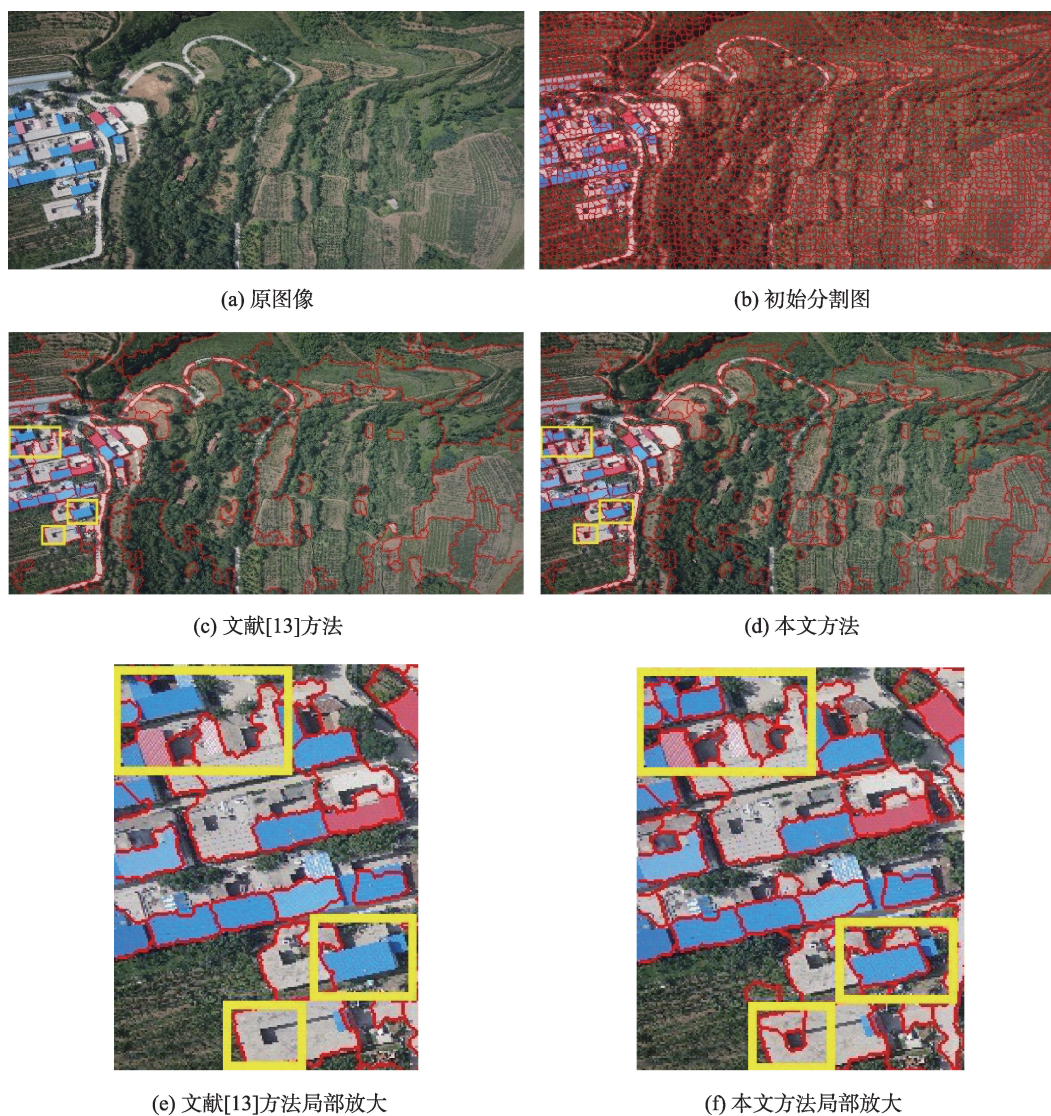 (a) 原图像
(b) 初始分割图
(c) 文献[13]方法
(d) 本文方法
(e) 文献[13]方法局部放大
(f) 本文方法局部放大